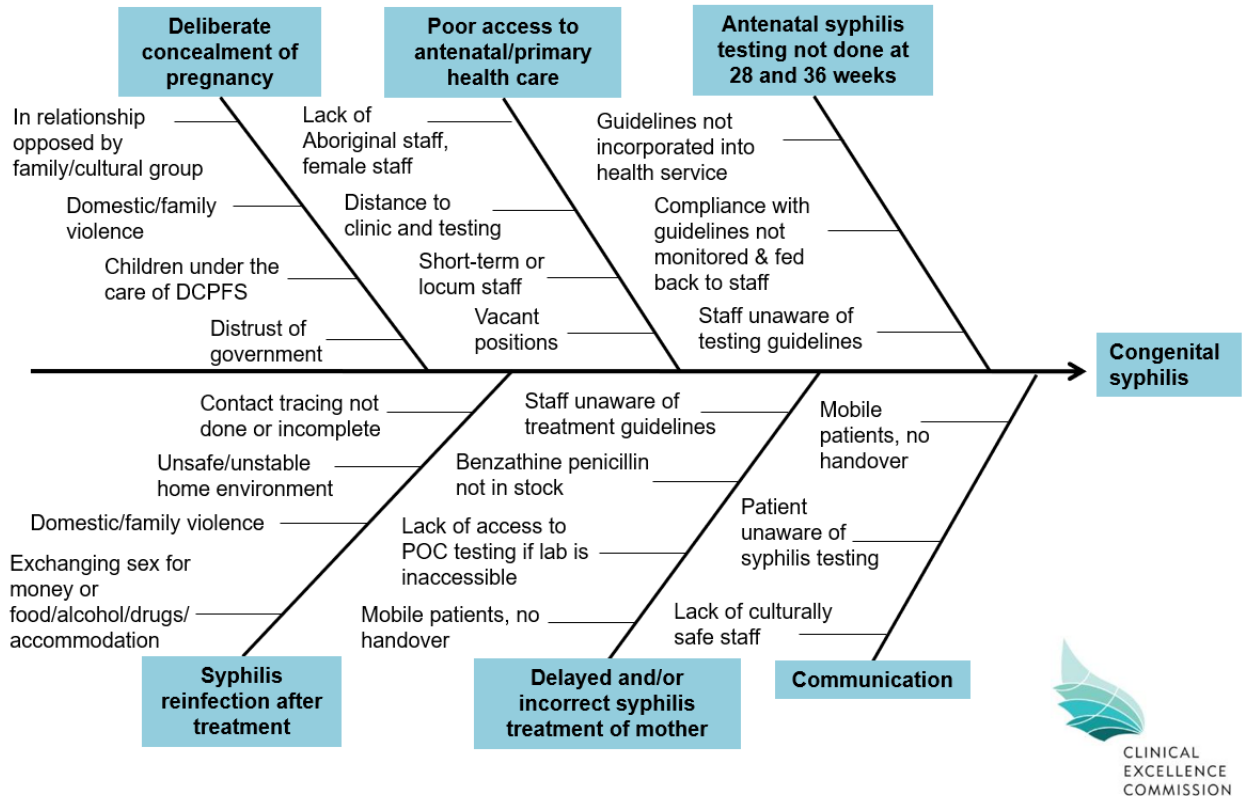 Deliberate
concealment of
pregnancy
In relationship
opposed by
family/cultural group
Domestic/family
violence
Children under the
care of DCPFS
Distrust of
government
Poor access to
antenatal/primary
health care
Lack of
Aboriginal staff,
female staff
Distance to
clinic and testing
Short-term or
locum staff
Vacant
positions
Antenatal syphilis
testing not done at
28 and 36 weeks
Guidelines not
incorporated into
health service
Compliance with
guidelines not
monitored & fed
back to staff
Staff unaware of
testing guidelines
Congenital
syphilis
Contact tracing not
done or incomplete
Unsafe/unstable
home environment
Domestic/family violence
Exchanging sex for
money or
food/alcohol/drugs/
accommodation
Syphilis
reinfection after
treatment
Staff unaware of
treatment guidelines
Benzathine penicillin
not in stock
Lack of access to
POC testing if lab is
inaccessible
Mobile patients, no
handover
Delayed and/or
incorrect syphilis
treatment of mother
Mobile
patients, no
handover
Patient
unaware of
syphilis testing
Lack of culturally
safe staff
Communication
CLINICAL
EXCELLENCE
COMMISSION